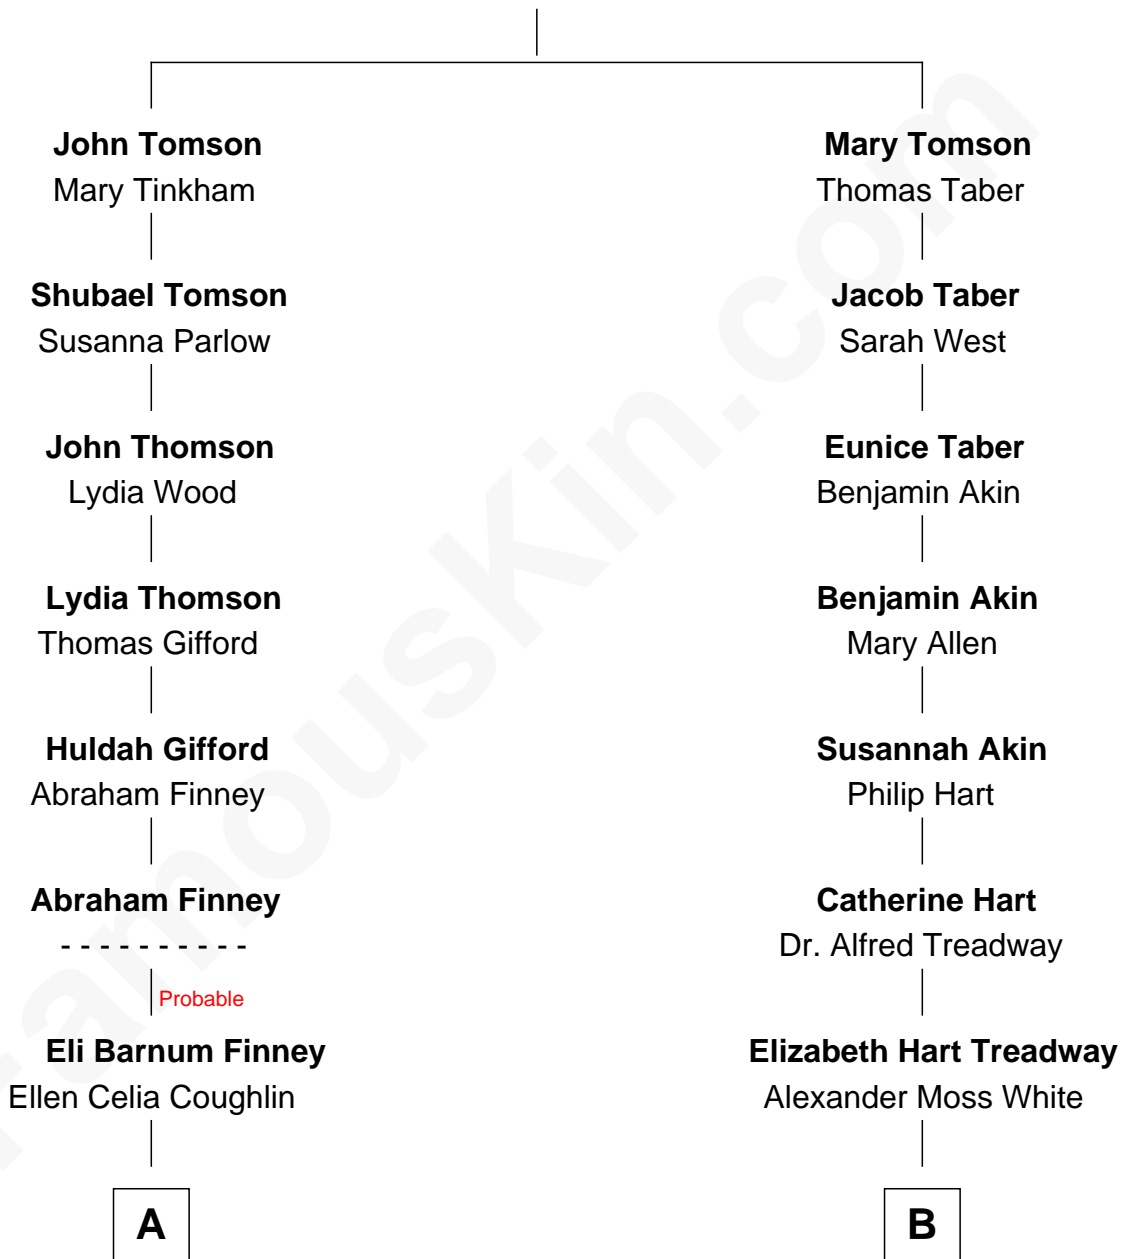 John Tomson
Mary Tinkham
Shubael Tomson
Susanna Parlow
John Thomson
Lydia Wood
Lydia Thomson
Thomas Gifford
Huldah Gifford
Abraham Finney
Abraham Finney
- - - - - - - - - -
Probable
Eli Barnum Finney
Ellen Celia Coughlin
A
Mary Tomson
Thomas Taber
Jacob Taber
Sarah West
Eunice Taber
Benjamin Akin
Benjamin Akin
Mary Allen
Susannah Akin
Philip Hart
Catherine Hart
Dr. Alfred Treadway
Elizabeth Hart Treadway
Alexander Moss White
B
FamousKin.com